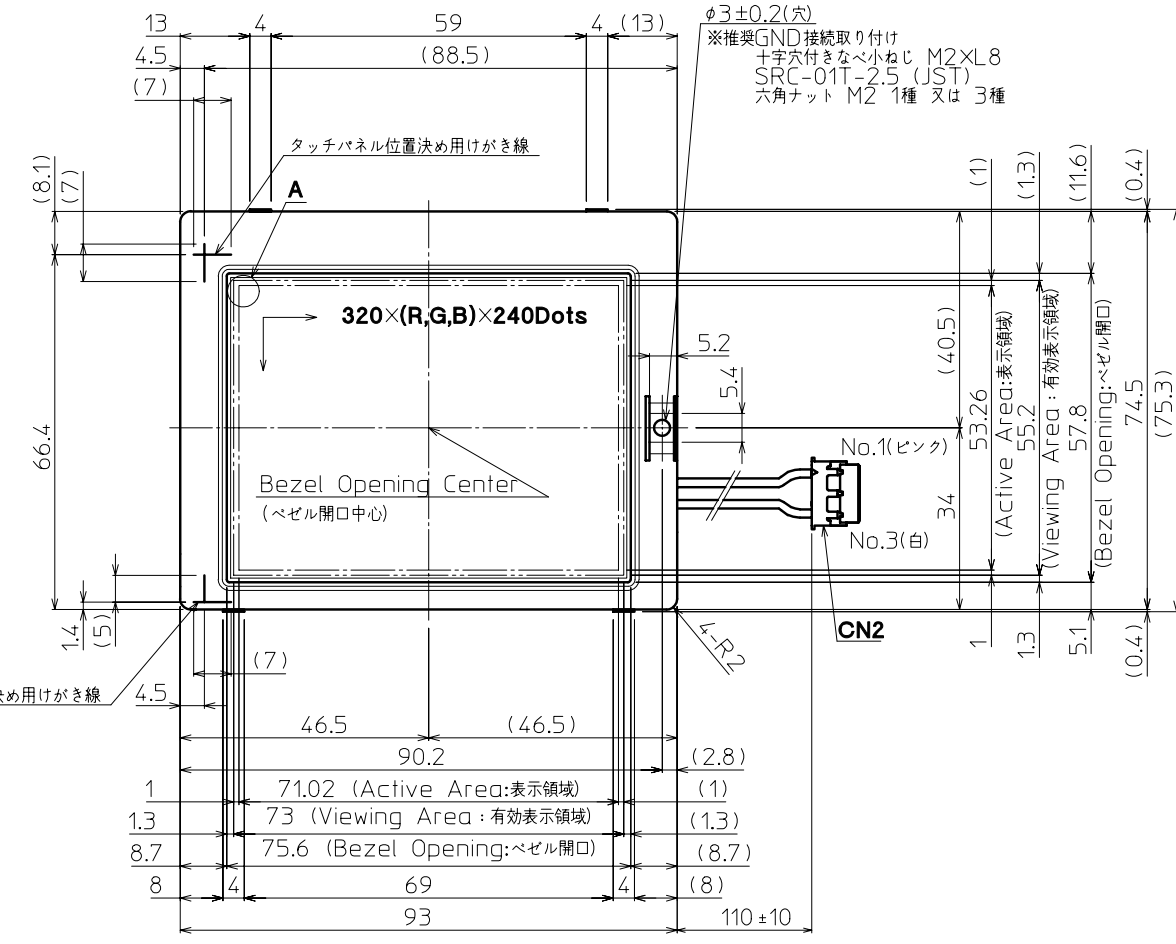 13
4
59
4
(13)
4.5
(88.5)
(7)
φ3±0.2(穴)
※推奨GND接続取り付け
十字穴付きなべ小ねじ M2XL8
SRC-01T-2.5 (JST)
六角ナット M2 1種 又は 3種
タッチパネル位置決め用けがき線
A
(8.1)
(7)
66.4
1.4
(5)
320×(R,G,B)×240Dots
Bezel Opening Center
(ベゼル開口中心)
5.2
5.4
No.1(ピンク)
No.3(白)
CN2
4-R2
(40.5)
34
(1)
53.26
(Active Area:表示領域)
1
(1.3)
55.2
(Viewing Area : 有効表示領域)
1.3
(11.6)
57.8
(Bezel Opening:ベゼル開口)
5.1
(0.4)
74.5
(0.4)
(75.3)
決め用けがき線
(7)
4.5
46.5
(46.5)
90.2
(2.8)
1
71.02 (Active Area:表示領域)
(1)
1.3
73 (Viewing Area : 有効表示領域)
(1.3)
8.7
75.6 (Bezel Opening:ベゼル開口)
(8.7)
8
4
69
4
(8)
93
110±10